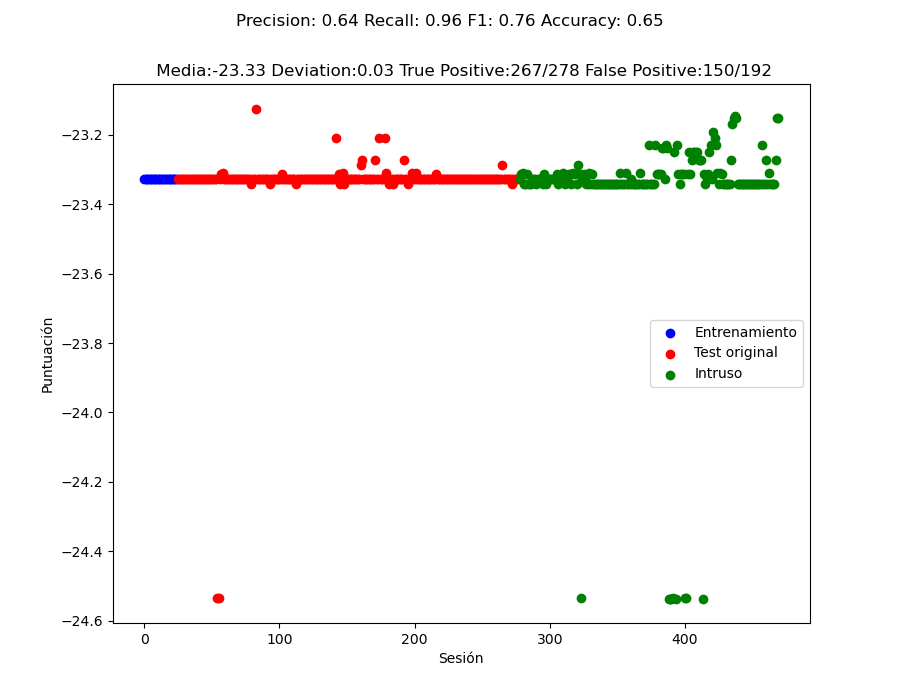 Precision: 0.64 Recall: 0.96 F1: 0.76 Accuracy: 0.65
Media:-23.33 Deviation:0.03 True Positive:267/278 False Positive:150/192
−23.2
−23.4
−23.6
−23.8
−24.0
−24.2
−24.4
−24.6
Puntuación
Entrenamiento
Test original
Intruso
0
100
200
300
400
Sesión